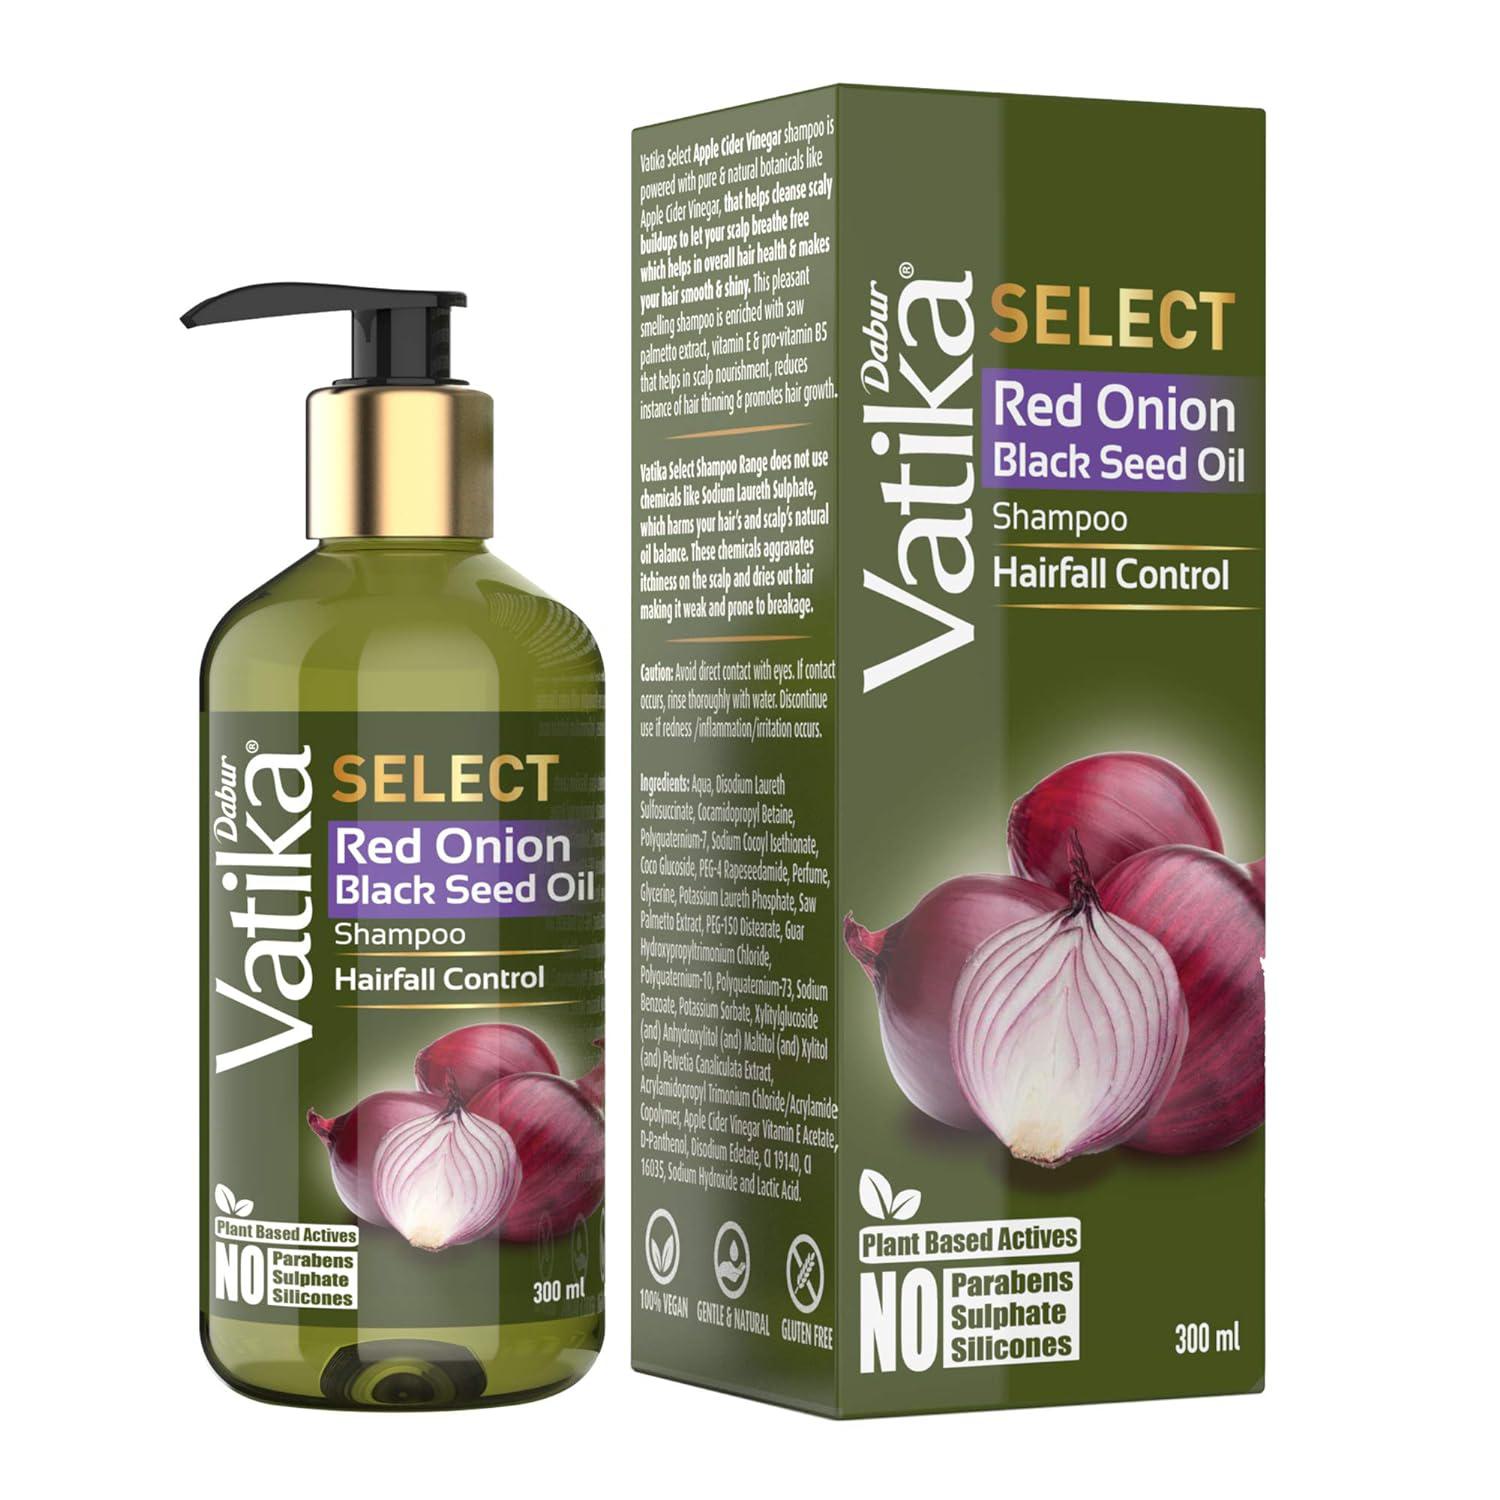 Dabur
Vatika®
SELECT
Red Onion
Black Seed Oil
Shampoo
Hairfall Control
Plant Based Actives
NO Parabens
Sulphate
Silicones
300 ml
Vatika Select Apple Cider Vinegar shampoo is
powered with pure & natural botanicals like
Apple Cider Vinegar, that helps cleanse scaly
buildups to let your scalp breathe free
which helps in overall hair health & makes
your hair smooth & shiny. This pleasant
smelling shampoo is enriched with saw
palmetto extract, vitamin E & pro-vitamin B5
that helps in scalp nourishment, reduces
instance of hair thinning & promotes hair growth.
Vatika Select Shampoo Range does not use
chemicals like Sodium Laureth Sulphate,
which harms your hair's and scalp's natural
oil balance. These chemicals aggravates
itchiness on the scalp and dries out hair
making it weak and prone to breakage.
Caution: Avoid direct contact with eyes. If contact
occurs, rinse thoroughly with water. Discontinue
use if redness /inflammation/irritation occurs.
Ingredients: Aqua, Disodium Laureth
Sulfosuccinate, Cocamidopropyl Betaine,
Polyquaternium-7, Sodium Cocoyl Isethionate,
Coco Glucoside, PEG-4 Rapeseedamide, Perfume,
Glycerine, Potassium Laureth Phosphate, Saw
Palmetto Extract, PEG-150 Distearate, Guar
Hydroxypropyltrimonium Chloride,
Polyquaternium-10, Polyquaternium-73, Sodium
Benzoate, Potassium Sorbate, Xylitylglucoside
(and) Anhydroxylitol (and) Maltitol (and) Xylitol
(and) Pelvetia Canaliculata Extract,
Acrylamidopropyl Trimonium Chloride/Acrylamide
Copolymer, Apple Cider Vinegar Vitamin E Acetate,
D-Panthenol, Disodium Edetate, CI 19140, CI
16035, Sodium Hydroxide and Lactic Acid.
100% VEGAN
GENTLE & NATURAL
GLUTEN FREE
Dabur
Vatika®
SELECT
Red Onion
Black Seed Oil
Shampoo
Hairfall Control
Plant Based Actives
NO Parabens
Sulphate
Silicones
300 ml